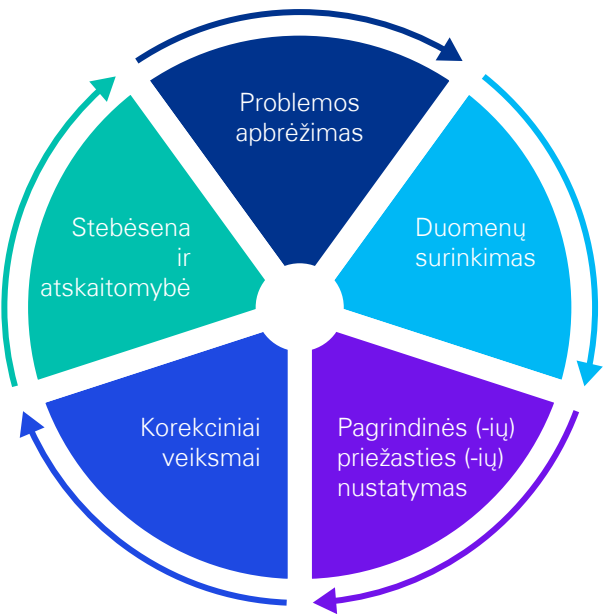 Problemos
apbrėžimas
Duomenų
surinkimas
Pagrindinės (-ių)
priežasties (-ių)
nustatymas
Korekciniai
veiksmai
Stebėsena
ir
atskaitomybė